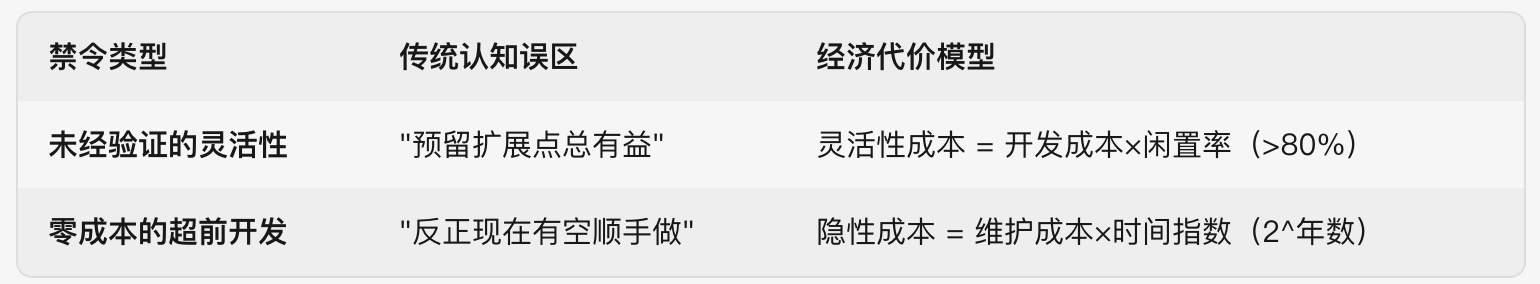 禁令类型 传统认知误区 经济代价模型
未经验证的灵活性 "预留扩展点总有益" 灵活性成本 = 开发成本×闲置率（>80%）
零成本的超前开发 "反正现在有空顺手做" 隐性成本 = 维护成本×时间指数（2^年数）